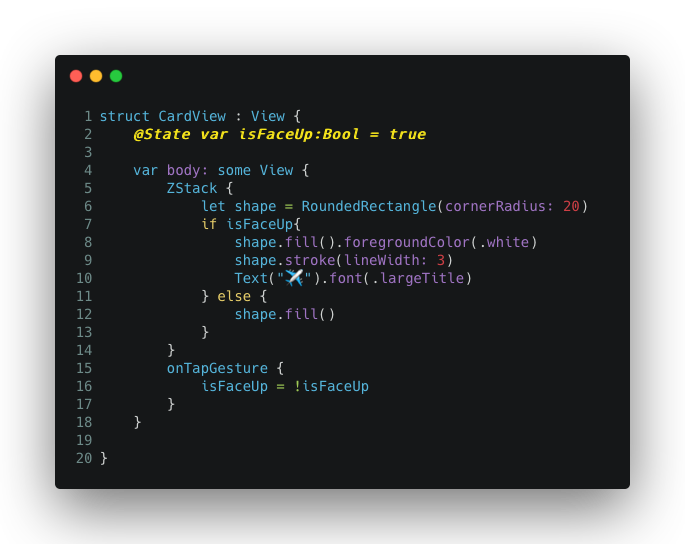 1 struct CardView : View {
2     @State var isFaceUp:Bool = true
3
4     var body: some View {
5         ZStack {
6             let shape = RoundedRectangle(cornerRadius: 20)
7             if isFaceUp{
8                 shape.fill().foregroundColor(.white)
9                 shape.stroke(lineWidth: 3)
10                 Text("✈️").font(.largeTitle)
11             } else {
12                 shape.fill()
13             }
14         }
15         onTapGesture {
16             isFaceUp = !isFaceUp
17         }
18     }
19
20 }